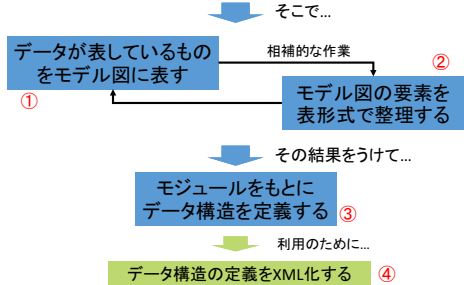 そこで...
データが表しているもの
をモデル図に表す
①
相補的な作業
②
モデル図の要素を
表形式で整理する
その結果をうけて...
モジュールをもとに
データ構造を定義する
③
利用のために...
データ構造の定義をXML化する
④